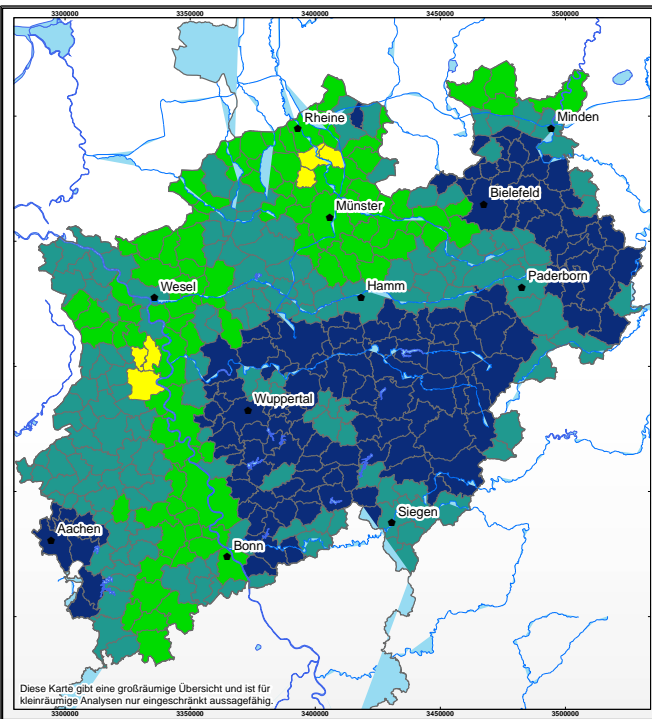 3300000 3350000 3400000 3450000 3500000
Rheine
Minden
Bielefeld
Münster
Paderborn
Wesel
Hamm
Wuppertal
Siegen
Aachen
Bonn
Diese Karte gibt eine großräumige Übersicht und ist für
kleinräumige Analysen nur eingeschränkt aussagefähig.
3300000 3350000 3400000 3450000 3500000